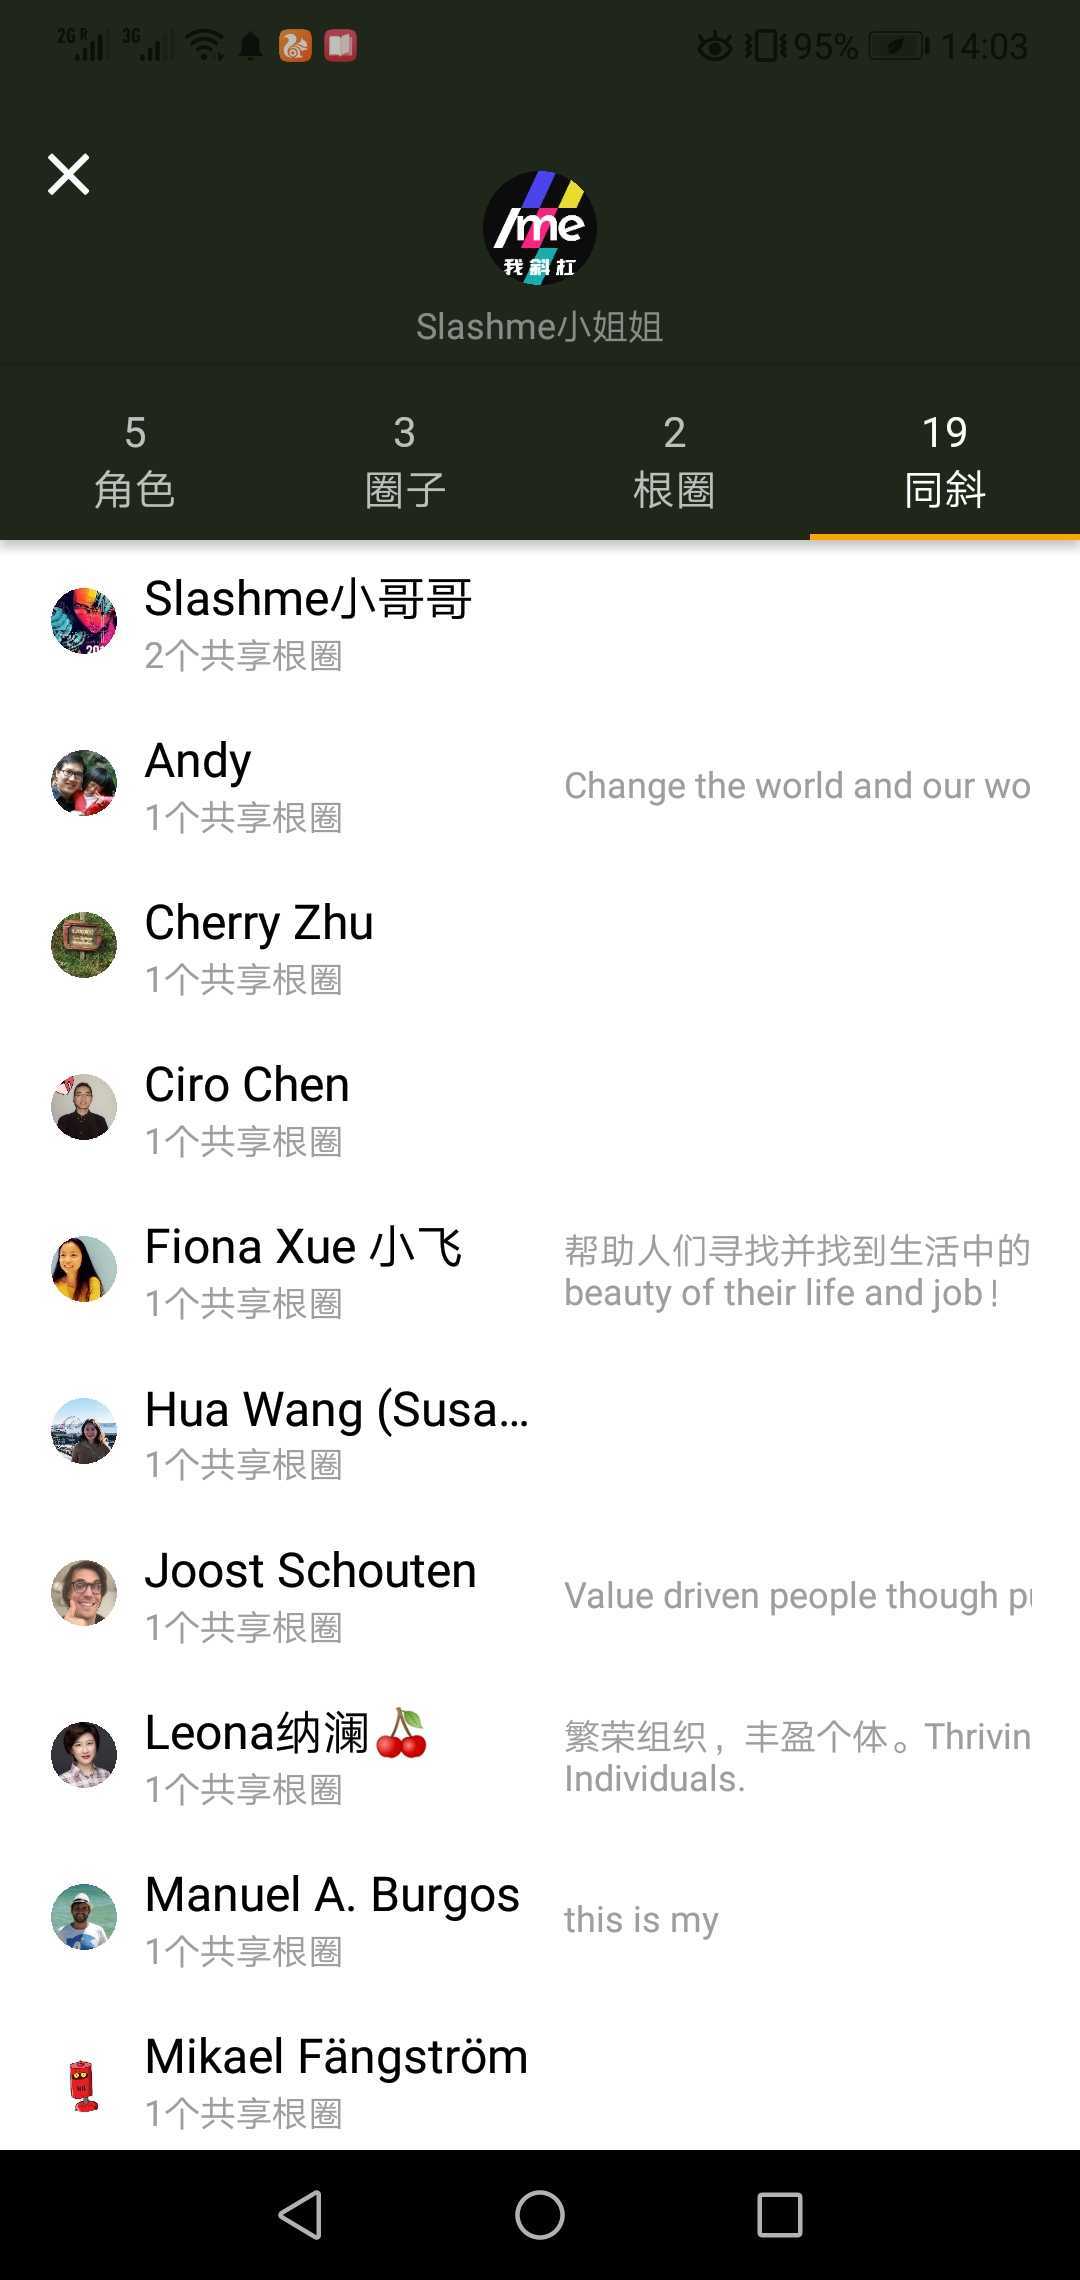 2G R 3G 95% 14:03
/me
我斜杠
Slashme小姐姐
5 3 2 19
角色 圈子 根圈 同斜
Slashme小哥哥
2个共享根圈
Andy
1个共享根圈
Change the world and our wo
Cherry Zhu
1个共享根圈
Ciro Chen
1个共享根圈
Fiona Xue 小飞
1个共享根圈
帮助人们寻找并找到生活中的
beauty of their life and job！
Hua Wang (Susa...
1个共享根圈
Joost Schouten
1个共享根圈
Value driven people though
Leona纳澜🍒
1个共享根圈
繁荣组织，丰盈个体。Thrivin
Individuals.
Manuel A. Burgos
1个共享根圈
this is my
Mikael Fängström
1个共享根圈